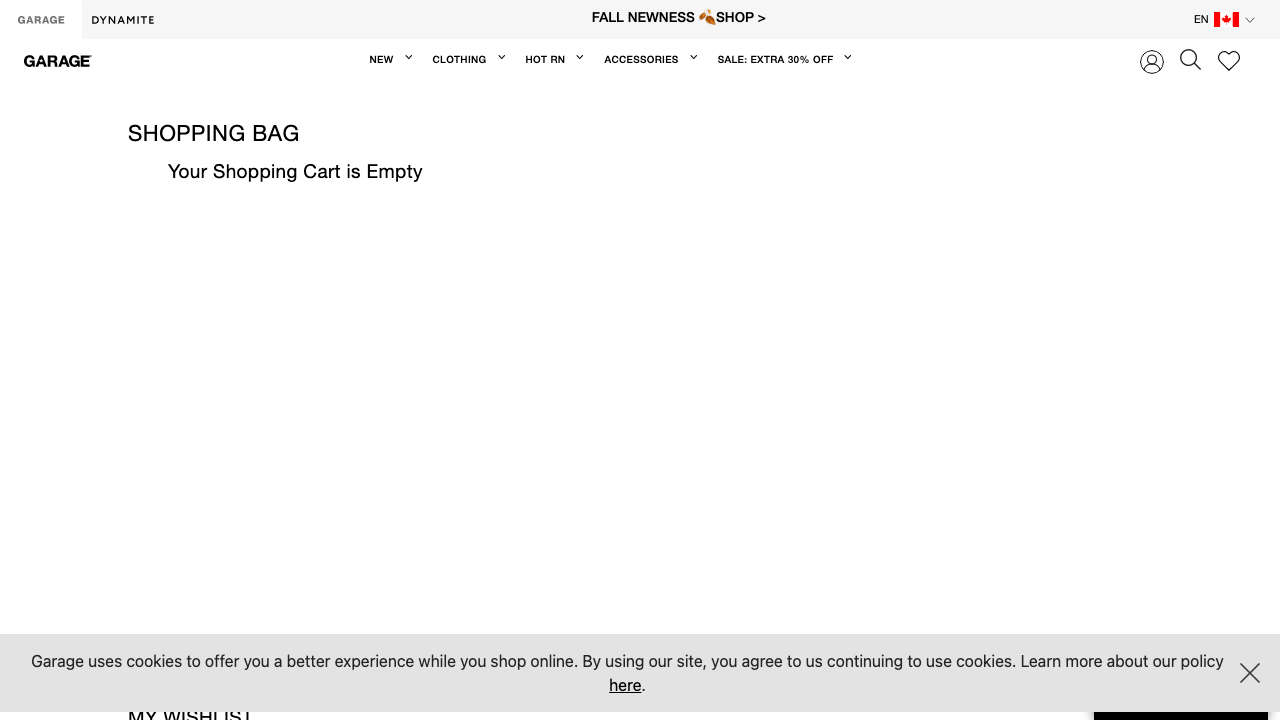 GARAGE DYNAMITE FALL NEWNESS 🍂SHOP > EN
GARAGE NEW CLOTHING HOT RN ACCESSORIES SALE: EXTRA 30% OFF
SHOPPING BAG
Your Shopping Cart is Empty
Garage uses cookies to offer you a better experience while you shop online. By using our site, you agree to us continuing to use cookies. Learn more about our policy
here.
MY WISHLIST